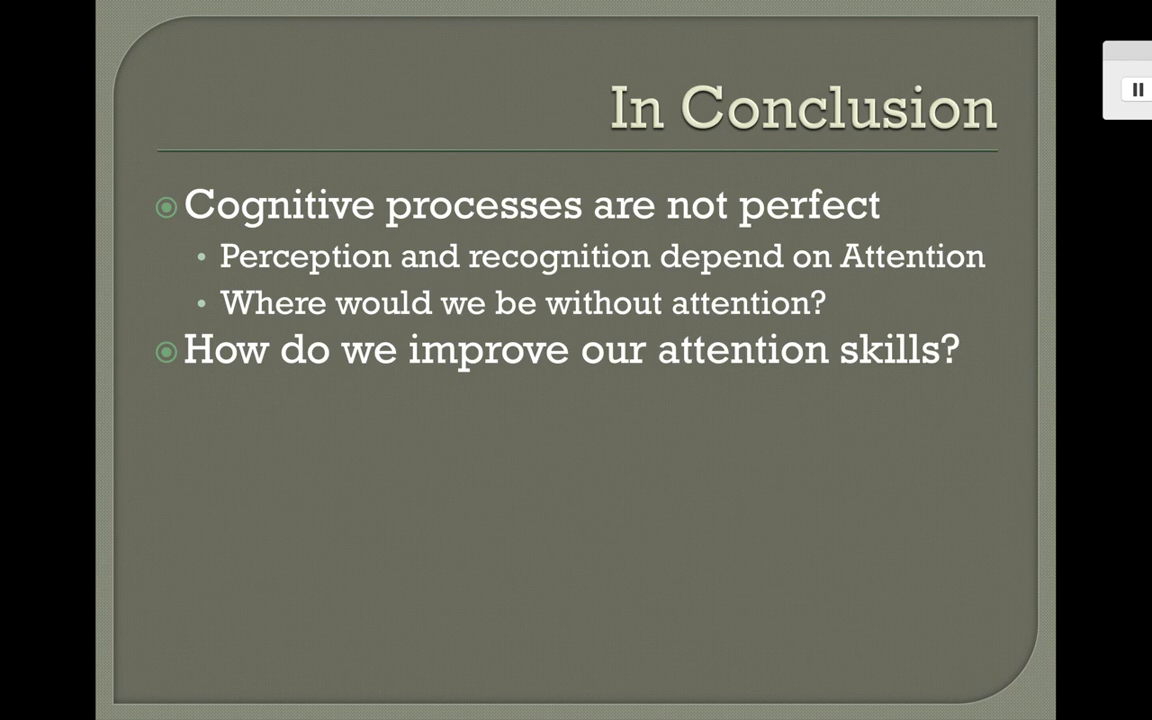 In Conclusion
Cognitive processes are not perfect
Perception and recognition depend on Attention
Where would we be without attention?
How do we improve our attention skills?